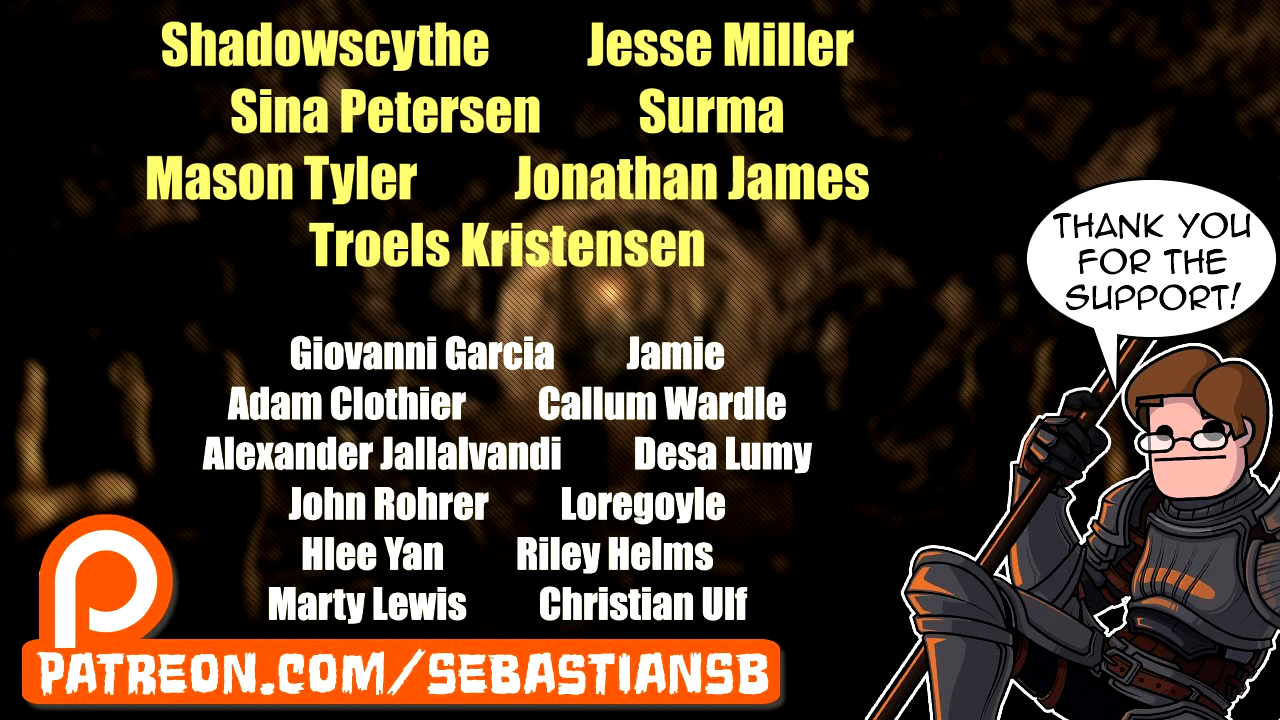 Shadowscythe Jesse Miller
Sina Petersen Surma
Mason Tyler Jonathan James
Troels Kristensen
THANK YOU
FOR THE
SUPPORT!
Giovanni Garcia Jamie
Adam Clothier Callum Wardle
Alexander Jallalvandi Desa Lumy
John Rohrer Loregoyle
Hlee Yan Riley Helms
Marty Lewis Christian Ulf
PATREON.COM/SEBASTIANSB